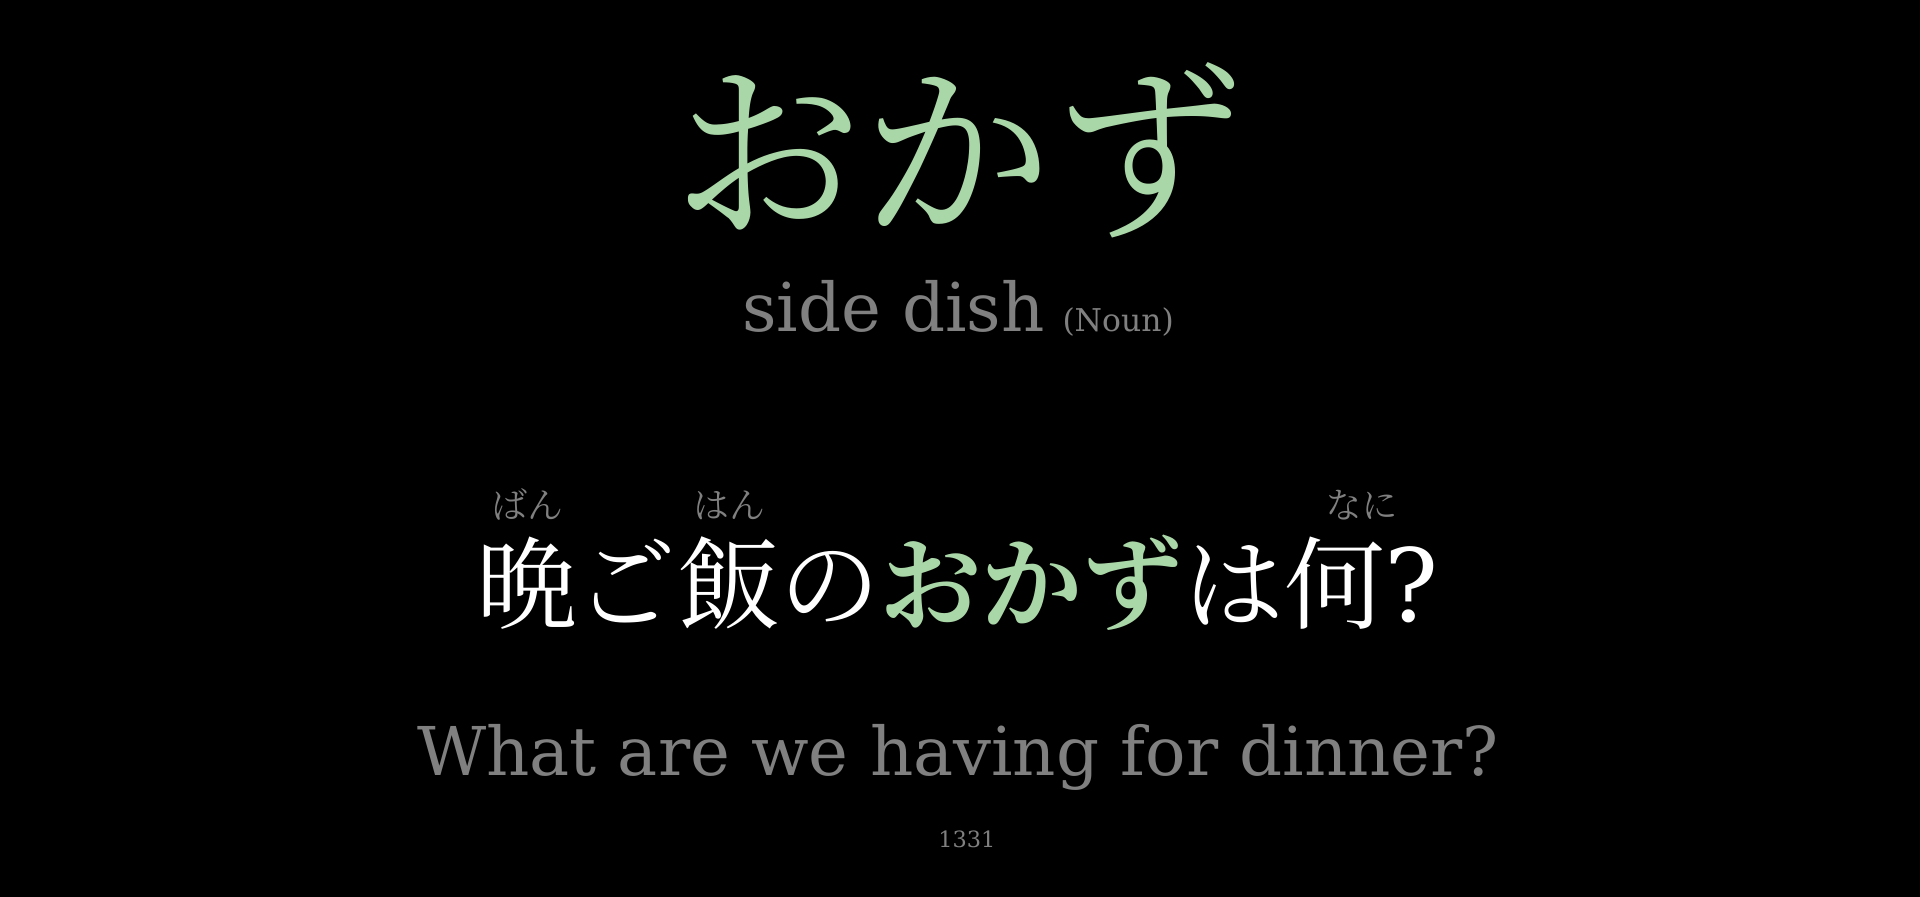 おかず
side dish (Noun)
ばん はん なに
晩ご飯のおかずは何?
What are we having for dinner?
1331